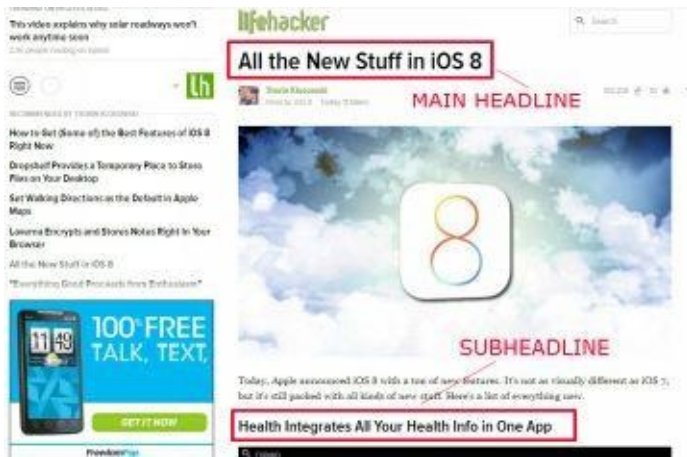 This video explains why solar roadways won't
work anytime soon
lh
How to Get (Some of) the Best Features of iOS 8
Right Now
Dropshelf Provides a Temporary Place to Store
Files on Your Desktop
Set Walking Directions as the Default in Apple
Maps
Laverna Encrypts and Stores Notes Right In Your
Browser
All the New Stuff in iOS 8
"Everything Good Proceeds from Enthusiasm"
11 49
100% FREE
TALK, TEXT,
GET IT NOW
FreedomPop
lifehacker
Search
All the New Stuff in iOS 8
MAIN HEADLINE
8
SUBHEADLINE
Today, Apple announced iOS 8 with a ton of new features. It's not as visually different as iOS 7,
but it's still packed with all kinds of new stuff. Here's a list of everything new.
Health Integrates All Your Health Info in One App